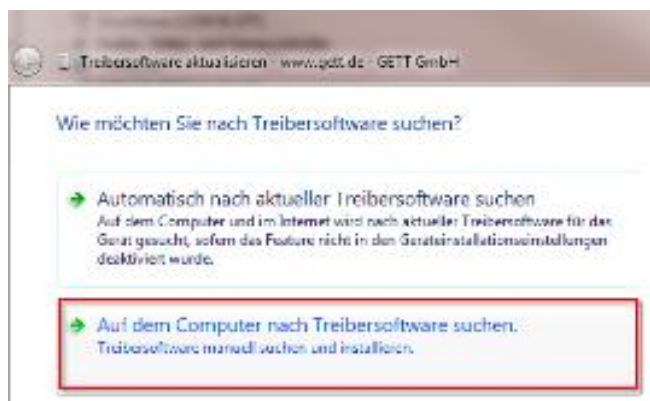 Treibersoftware aktualisieren - www.gett.de - GETT GmbH
Wie möchten Sie nach Treibersoftware suchen?
Automatisch nach aktueller Treibersoftware suchen
Auf dem Computer und im Internet wird nach aktueller Treibersoftware für das
Gerät gesucht, sofern das Feature nicht in den Geräteinstallationseinstellungen
deaktiviert wurde.
Auf dem Computer nach Treibersoftware suchen.
Treibersoftware manuell suchen und installieren.